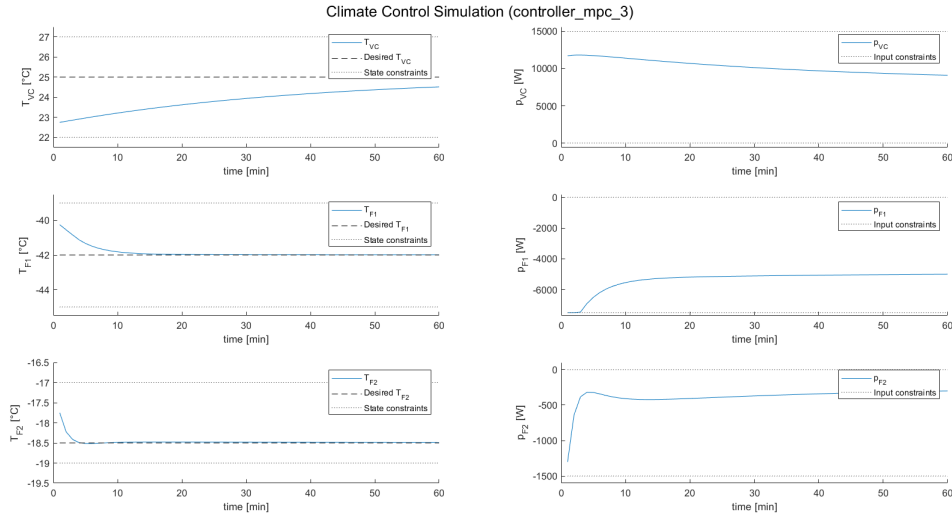 Climate Control Simulation (controller_mpc_3)
27
26
25
24
23
22
T_VC [°C]
0 10 20 30 40 50 60
time [min]
T_VC
Desired T_VC
State constraints
15000
10000
5000
0
p_VC [W]
0 10 20 30 40 50 60
time [min]
p_VC
Input constraints
-40
-42
-44
T_F1 [°C]
0 10 20 30 40 50 60
time [min]
T_F1
Desired T_F1
State constraints
0
-2000
-4000
-6000
p_F1 [W]
0 10 20 30 40 50 60
time [min]
p_F1
Input constraints
-16.5
-17
-17.5
-18
-18.5
-19
-19.5
T_F2 [°C]
0 10 20 30 40 50 60
time [min]
T_F2
Desired T_F2
State constraints
0
-500
-1000
-1500
p_F2 [W]
0 10 20 30 40 50 60
time [min]
p_F2
Input constraints